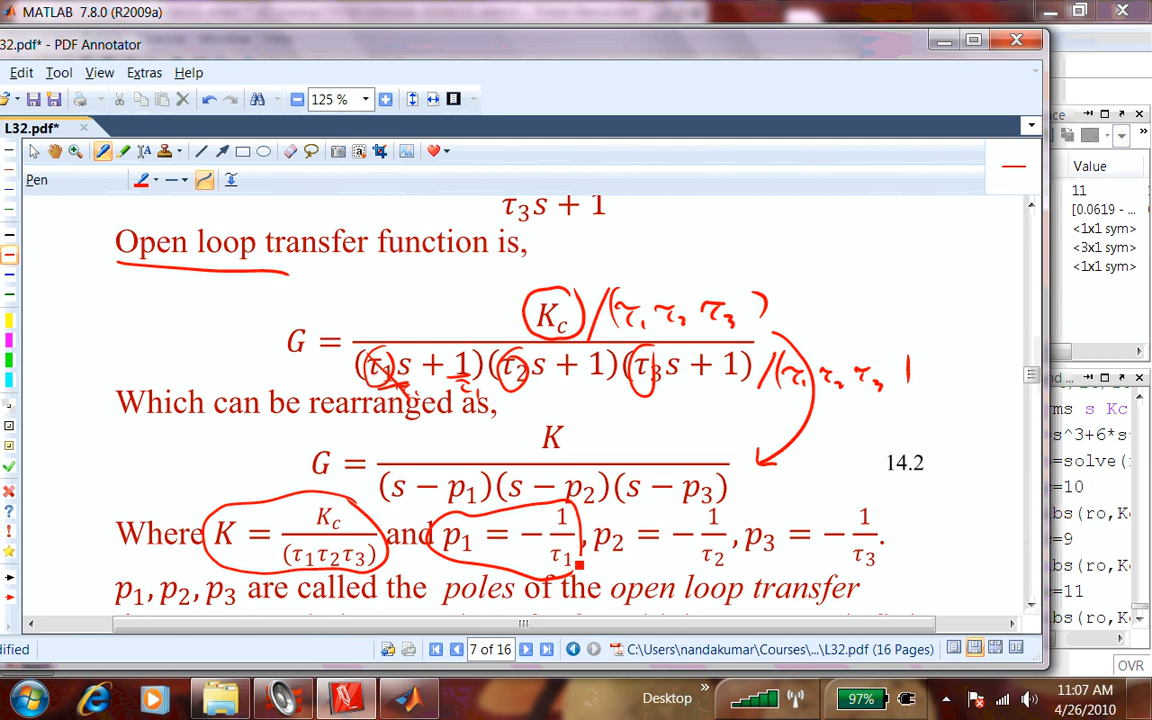 MATLAB 7.8.0 (R2009a)
32.pdf* - PDF Annotator
Edit Tool View Extras Help
125 %
L32.pdf*
Pen
Value
11
[0.0619 - ...
<1x1 sym>
<3x1 sym>
<1x1 sym>
τ₃s + 1
Open loop transfer function is,
G = K_c / ((τ₁s + 1)(τ₂s + 1)(τ₃s + 1))
/(τ₁ τ₂ τ₃)
/(τ₁ τ₂ τ₃
Which can be rearranged as,
G = K / ((s − p₁)(s − p₂)(s − p₃))
14.2
Where K = K_c / (τ₁τ₂τ₃) and p₁ = − 1/τ₁, p₂ = − 1/τ₂, p₃ = − 1/τ₃.
p₁, p₂, p₃ are called the poles of the open loop transfer
nd ...
rms s Kc
=s^3+6*s
o=solve(r
=10
bs(ro,Kc
=9
bs(ro,Kc
=11
bs(ro,Kc
dified
7 of 16
C:\Users\nandakumar\Courses\...\L32.pdf (16 Pages)
OVR
Desktop
»
97%
11:07 AM
4/26/2010